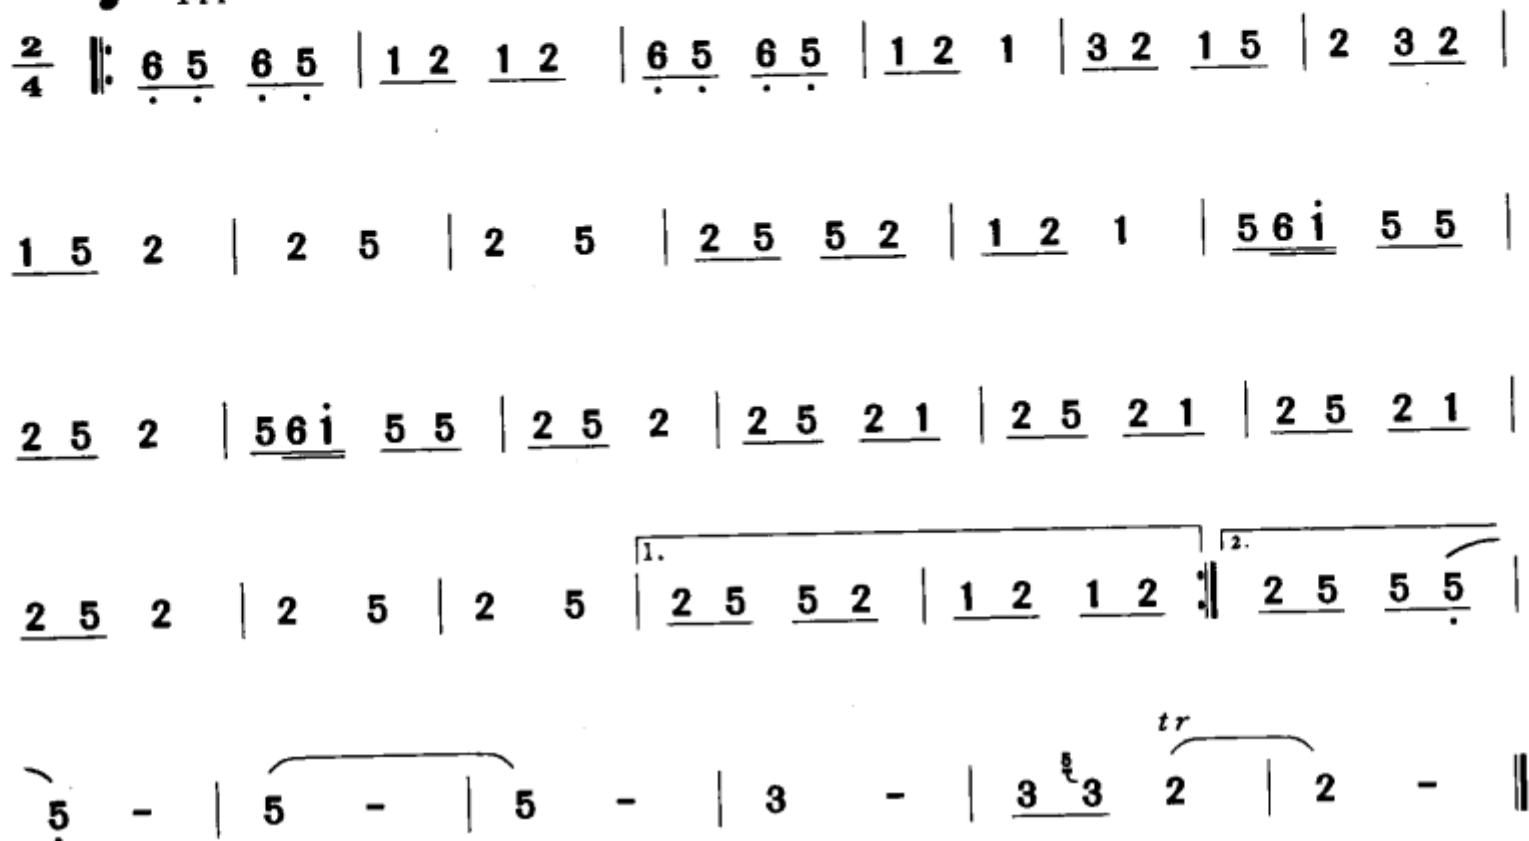 2/4 ‖: 6̣ 5̣ 6̣ 5̣ | 1 2 1 2 | 6̣ 5̣ 6̣ 5̣ | 1 2 1 | 3 2 1 5 | 2 3 2 |
1 5 2 | 2 5 | 2 5 | 2 5 5 2 | 1 2 1 | 5 6 i 5 5 |
2 5 2 | 5 6 i 5 5 | 2 5 2 | 2 5 2 1 | 2 5 2 1 | 2 5 2 1 |
2 5 2 | 2 5 | 2 5 | 1. 2 5 5 2 | 1 2 1 2 :‖ 2. 2 5 5 5̣ |
5̣ - | 5 - | 5 - | 3 - | 3 5 3 tr 2 | 2 - ‖